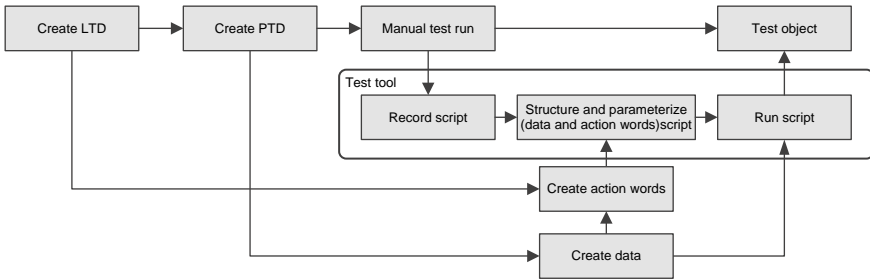 Create LTD
Create PTD
Manual test run
Test object
Test tool
Record script
Structure and parameterize
(data and action words)script
Run script
Create action words
Create data